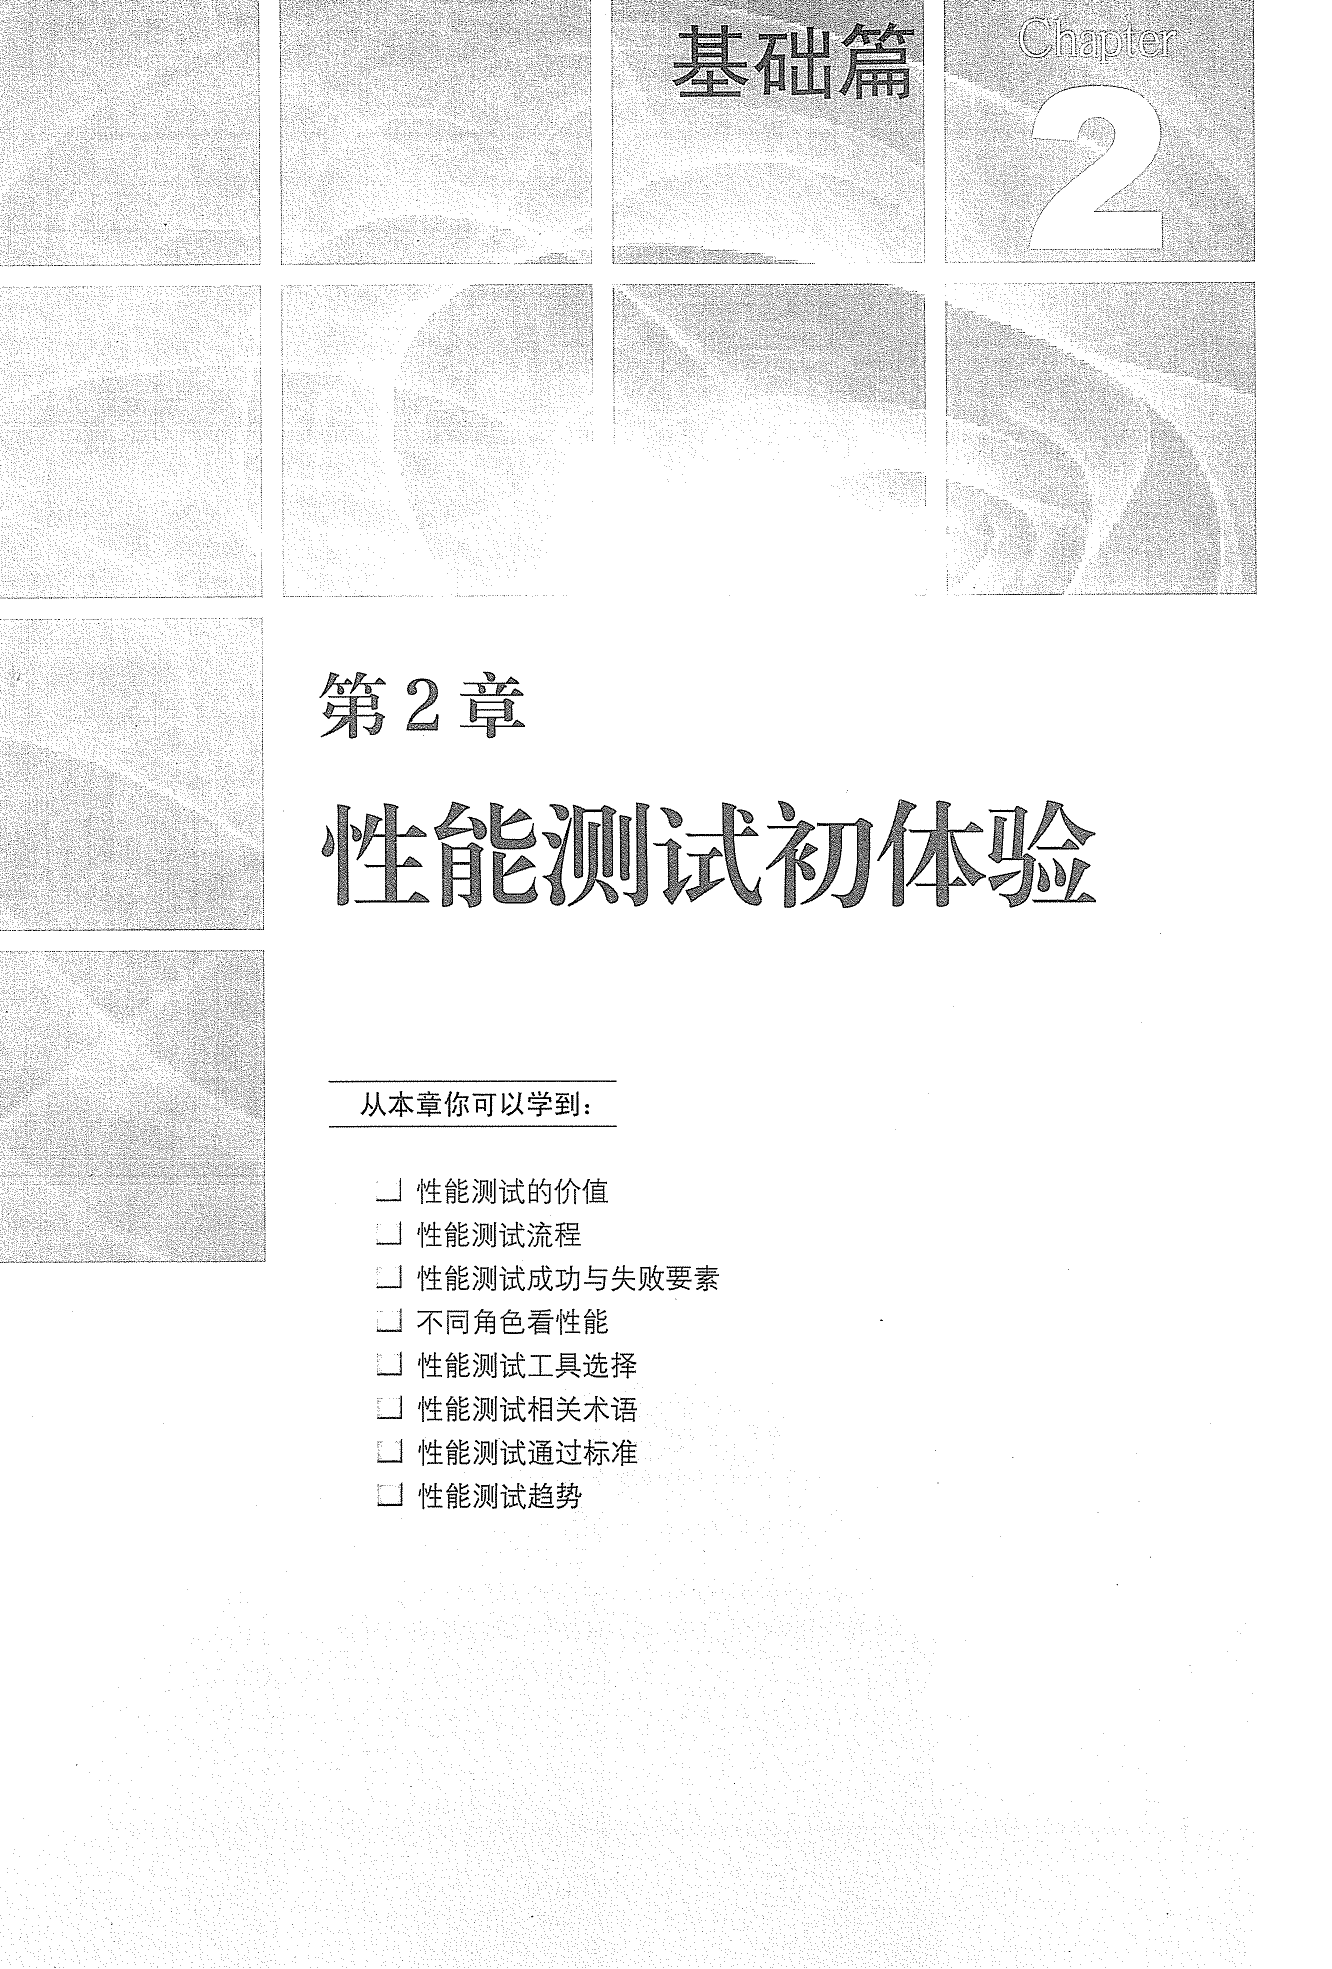 基础篇
Chapter
2
第2章
性能测试初体验
从本章你可以学到：
性能测试的价值
性能测试流程
性能测试成功与失败要素
不同角色看性能
性能测试工具选择
性能测试相关术语
性能测试通过标准
性能测试趋势